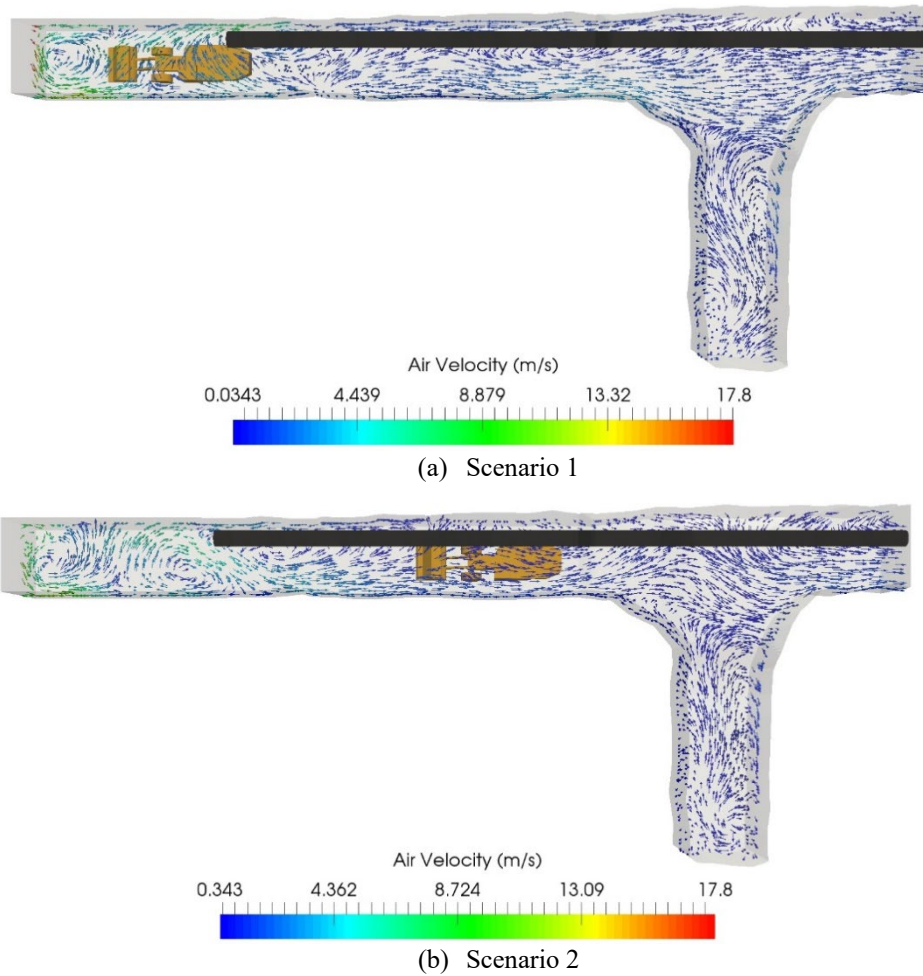 Air Velocity (m/s)
0.0343 4.439 8.879 13.32 17.8
(a) Scenario 1
Air Velocity (m/s)
0.343 4.362 8.724 13.09 17.8
(b) Scenario 2